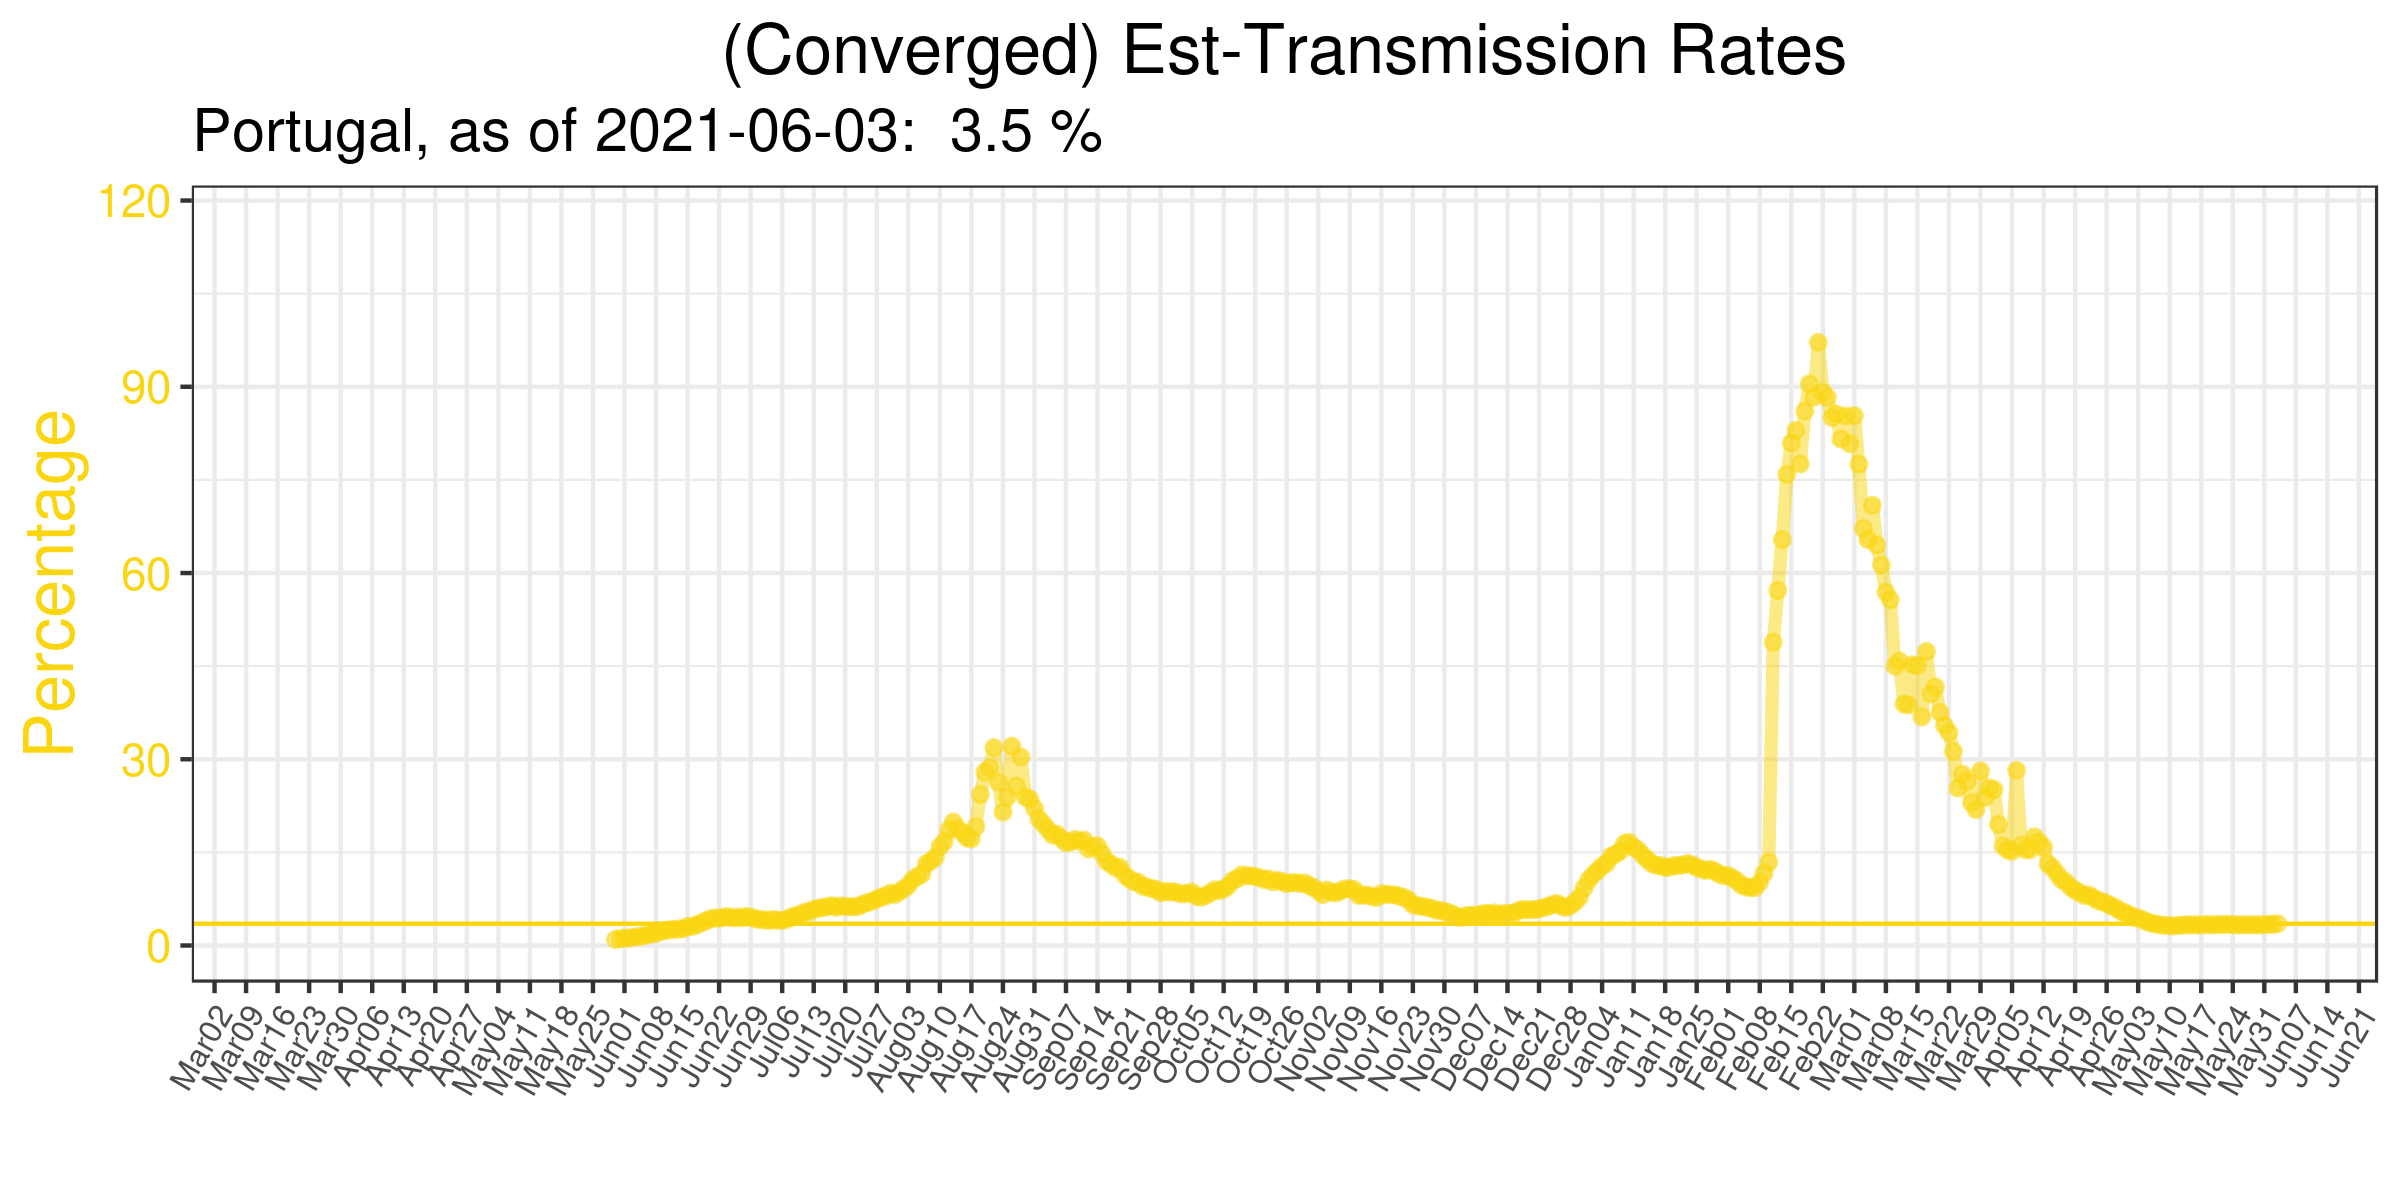 (Converged) Est-Transmission Rates
Portugal, as of 2021-06-03: 3.5 %
Percentage
120
90
60
30
0
Mar02
Mar09
Mar16
Mar23
Mar30
Apr06
Apr13
Apr20
Apr27
May04
May11
May18
May25
Jun01
Jun08
Jun15
Jun22
Jun29
Jul06
Jul13
Jul20
Jul27
Aug03
Aug10
Aug17
Aug24
Aug31
Sep07
Sep14
Sep21
Sep28
Oct05
Oct12
Oct19
Oct26
Nov02
Nov09
Nov16
Nov23
Nov30
Dec07
Dec14
Dec21
Dec28
Jan04
Jan11
Jan18
Jan25
Feb01
Feb08
Feb15
Feb22
Mar01
Mar08
Mar15
Mar22
Mar29
Apr05
Apr12
Apr19
Apr26
May03
May10
May17
May24
May31
Jun07
Jun14
Jun21